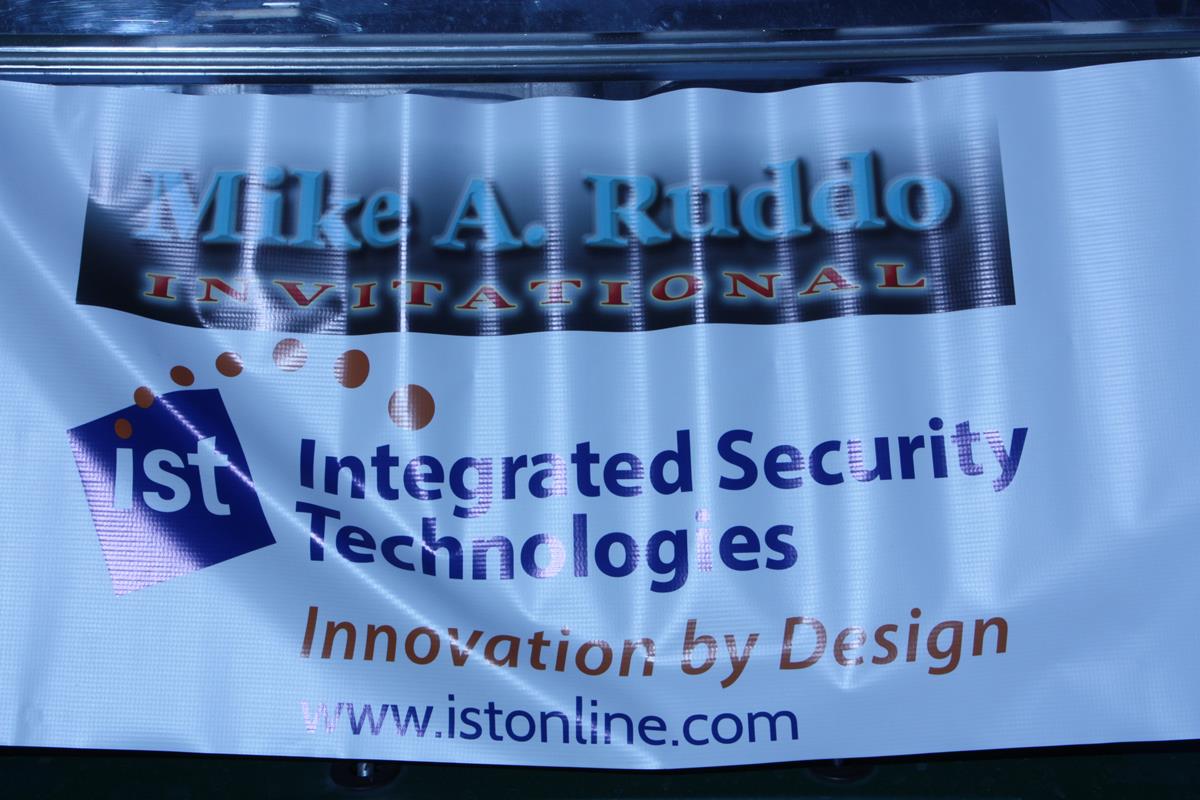 Mike A. Ruddo
INVITATIONAL
ist
Integrated Security
Technologies
Innovation by Design
www.istonline.com